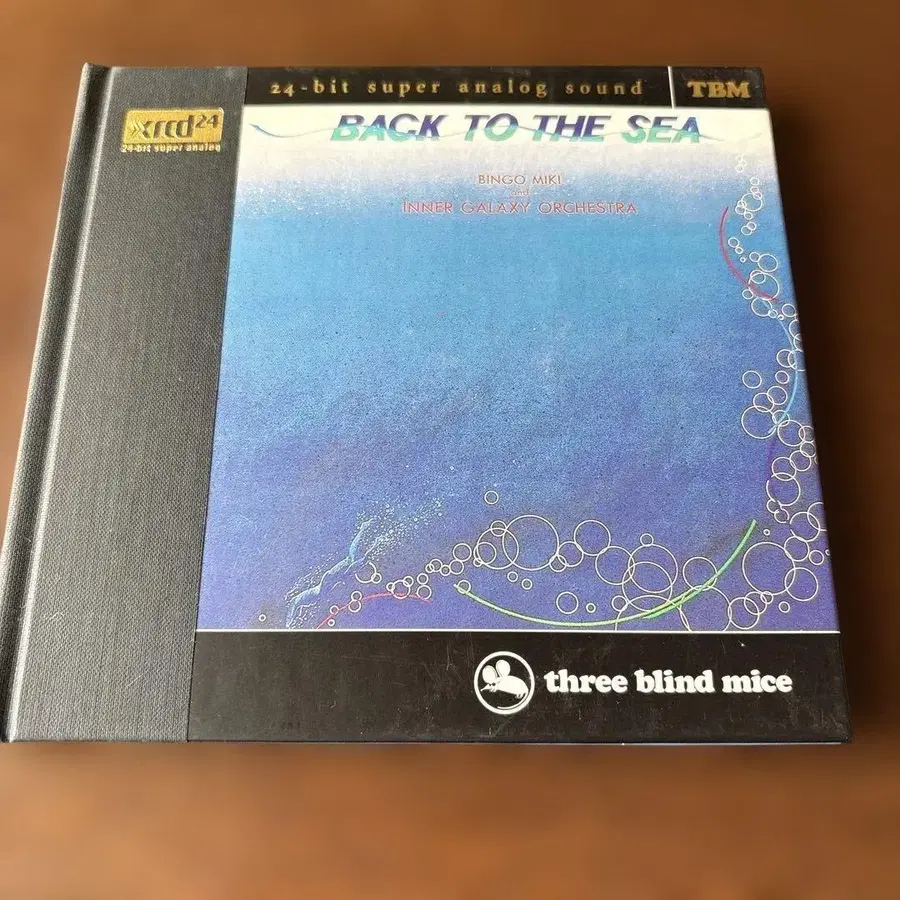 24-bit super analog sound
TBM
xrcd24
24-bit super analog
BACK TO THE SEA
BINGO MIKI
and
INNER GALAXY ORCHESTRA
three blind mice